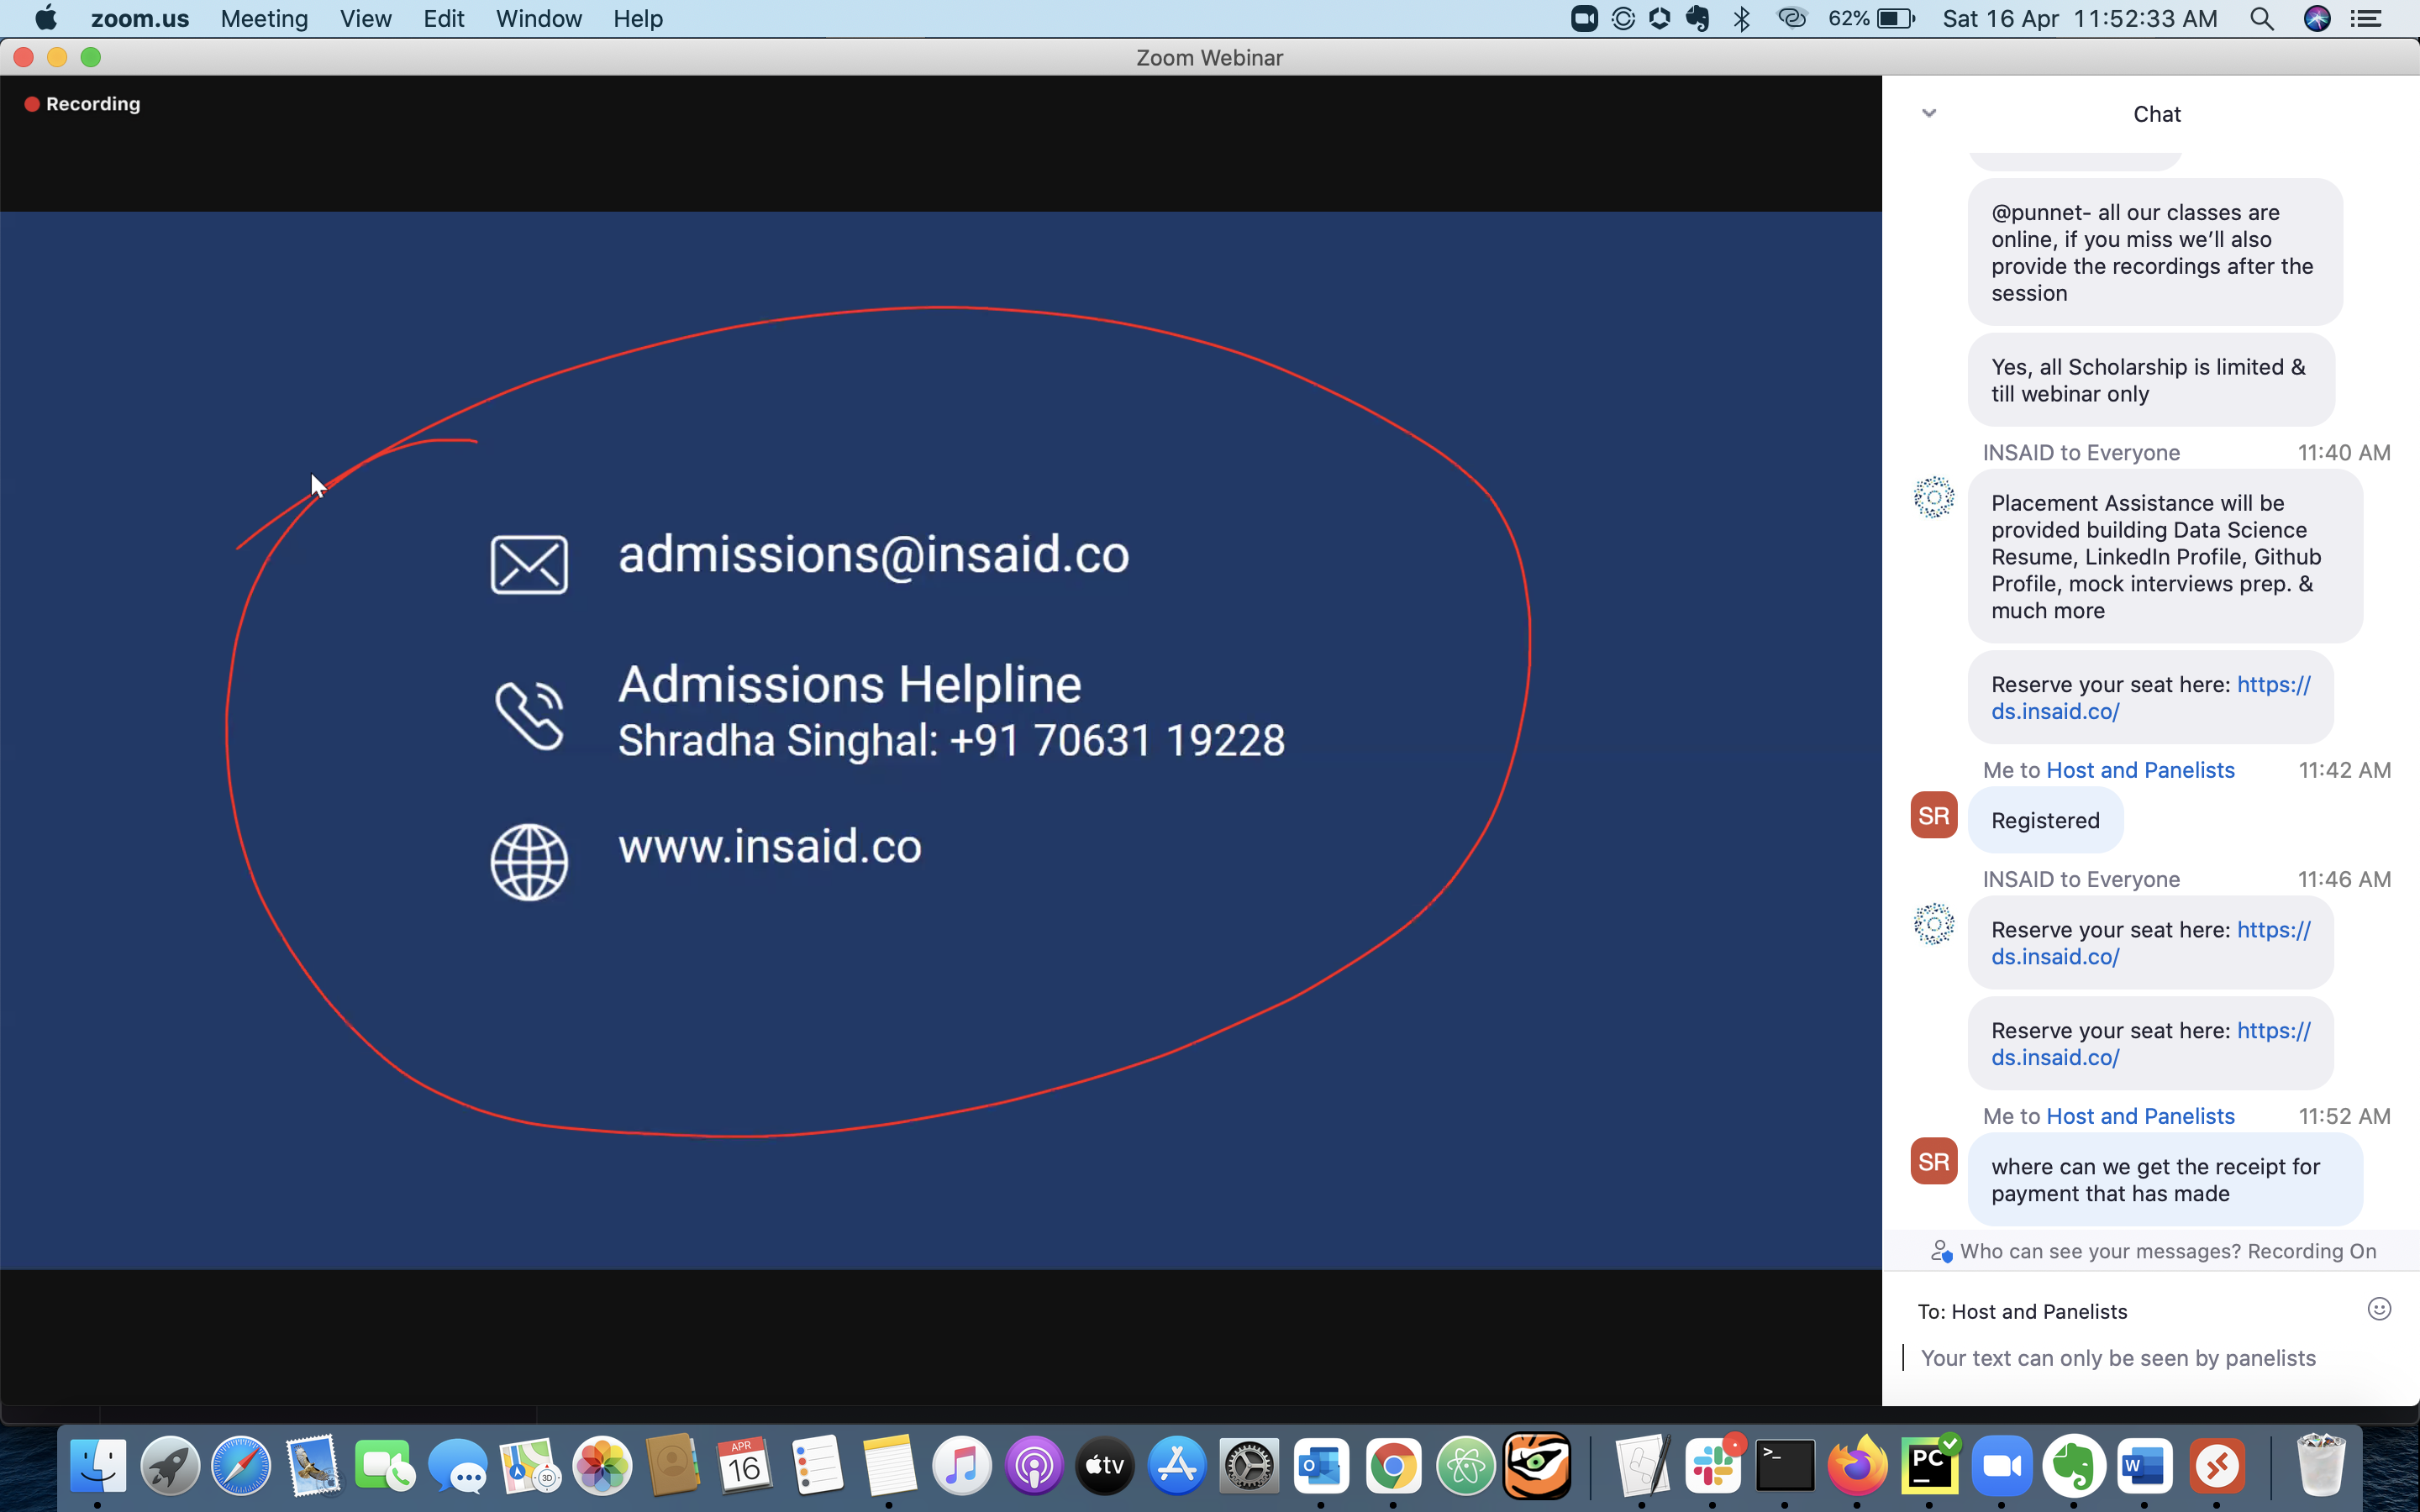 zoom.us Meeting View Edit Window Help 62% Sat 16 Apr 11:52:33 AM
Zoom Webinar
Recording
admissions@insaid.co
Admissions Helpline
Shradha Singhal: +91 70631 19228
www.insaid.co
Chat
@punnet- all our classes are
online, if you miss we'll also
provide the recordings after the
session
Yes, all Scholarship is limited &
till webinar only
INSAID to Everyone 11:40 AM
Placement Assistance will be
provided building Data Science
Resume, LinkedIn Profile, Github
Profile, mock interviews prep. &
much more
Reserve your seat here: https://
ds.insaid.co/
Me to Host and Panelists 11:42 AM
SR
Registered
INSAID to Everyone 11:46 AM
Reserve your seat here: https://
ds.insaid.co/
Reserve your seat here: https://
ds.insaid.co/
Me to Host and Panelists 11:52 AM
SR
where can we get the receipt for
payment that has made
Who can see your messages? Recording On
To: Host and Panelists
Your text can only be seen by panelists
3D APR 16 tv O >_ PC W